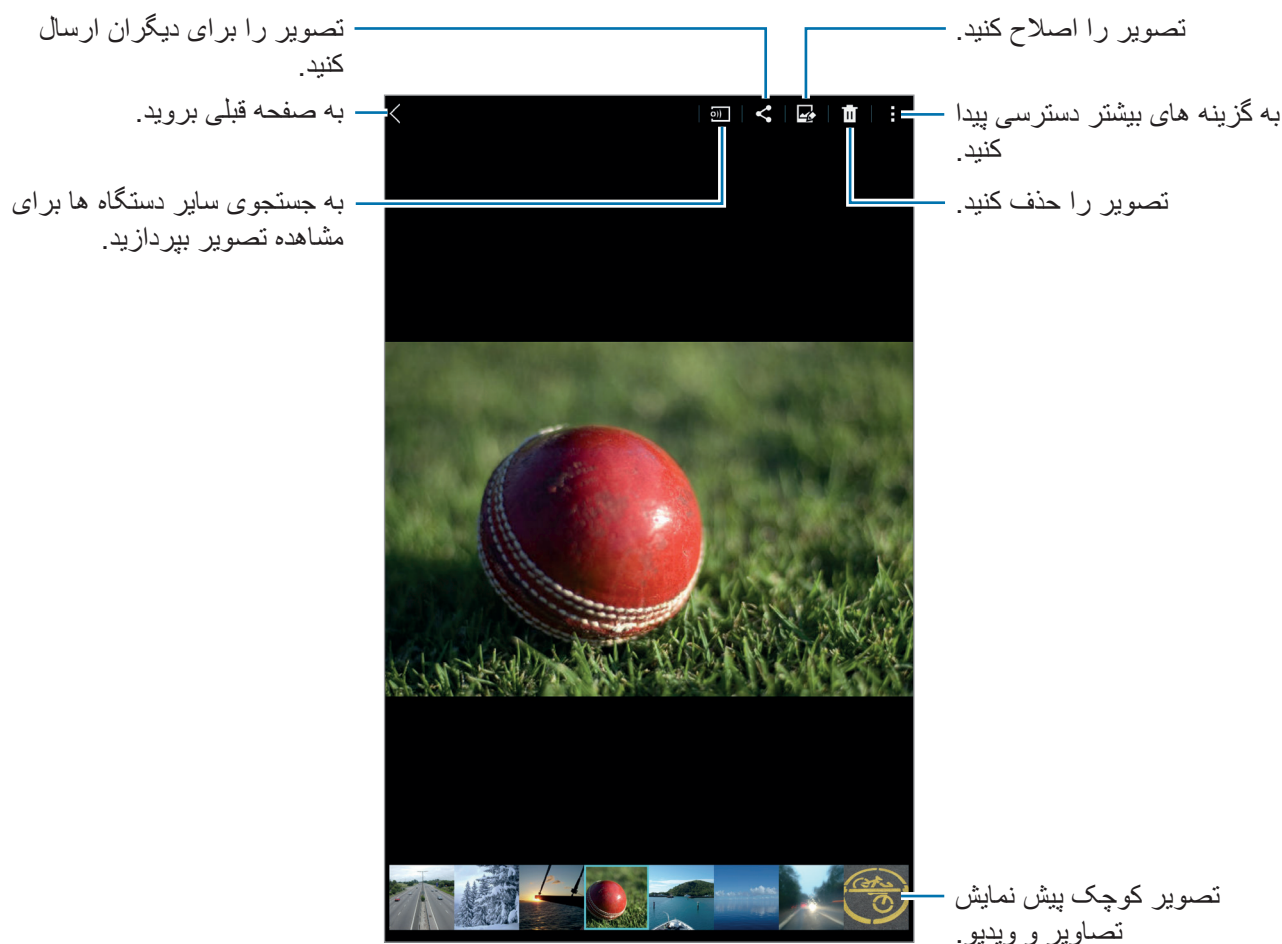 تصویر را برای دیگران ارسال
کنید.
به صفحه قبلی بروید.
به جستجوی سایر دستگاه ها برای
مشاهده تصویر بپردازید.
تصویر را اصلاح کنید.
به گزینه های بیشتر دسترسی پیدا
کنید.
تصویر را حذف کنید.
تصویر کوچک پیش نمایش
تصاویر و ویدیو.